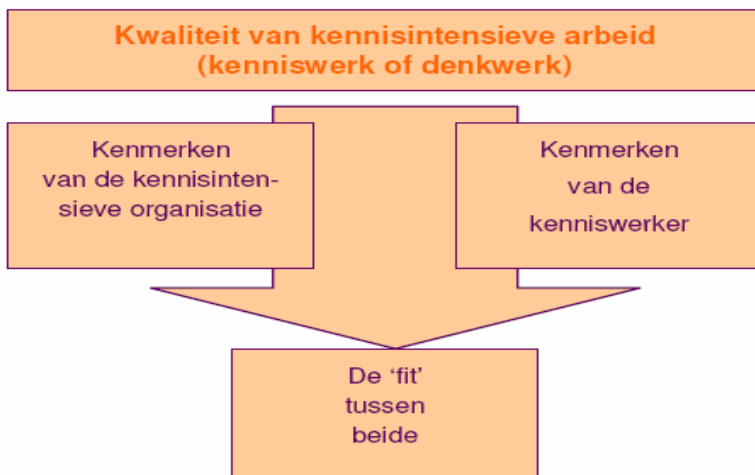 Kwaliteit van kennisintensieve arbeid
(kenniswerk of denkwerk)
Kenmerken
van de kennisinten-
sieve organisatie
Kenmerken
van de
kenniswerker
De ‘fit’
tussen
beide